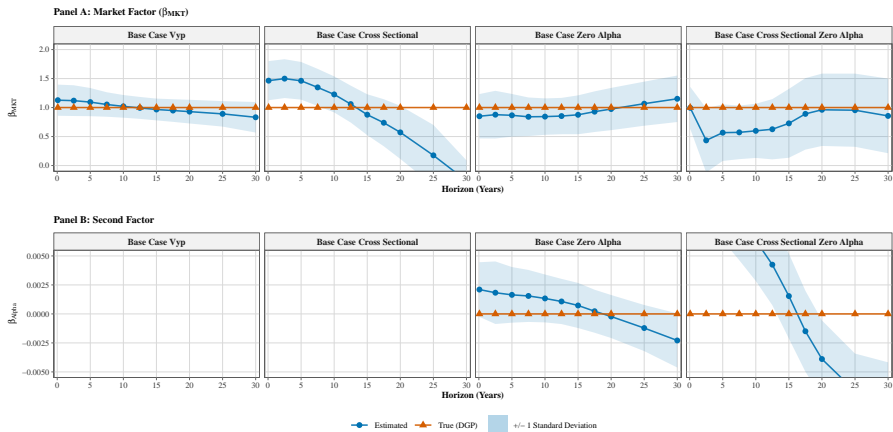 Panel A: Market Factor (βMKT)
Base Case Vyp
Base Case Cross Sectional
Base Case Zero Alpha
Base Case Cross Sectional Zero Alpha
2.0
1.5
1.0
0.5
0.0
βMKT
0 5 10 15 20 25 30
0 5 10 15 20 25 30
0 5 10 15 20 25 30
0 5 10 15 20 25 30
Horizon (Years)
Panel B: Second Factor
Base Case Vyp
Base Case Cross Sectional
Base Case Zero Alpha
Base Case Cross Sectional Zero Alpha
0.0050
0.0025
0.0000
−0.0025
−0.0050
βAlpha
0 5 10 15 20 25 30
0 5 10 15 20 25 30
0 5 10 15 20 25 30
0 5 10 15 20 25 30
Horizon (Years)
Estimated
True (DGP)
+/− 1 Standard Deviation